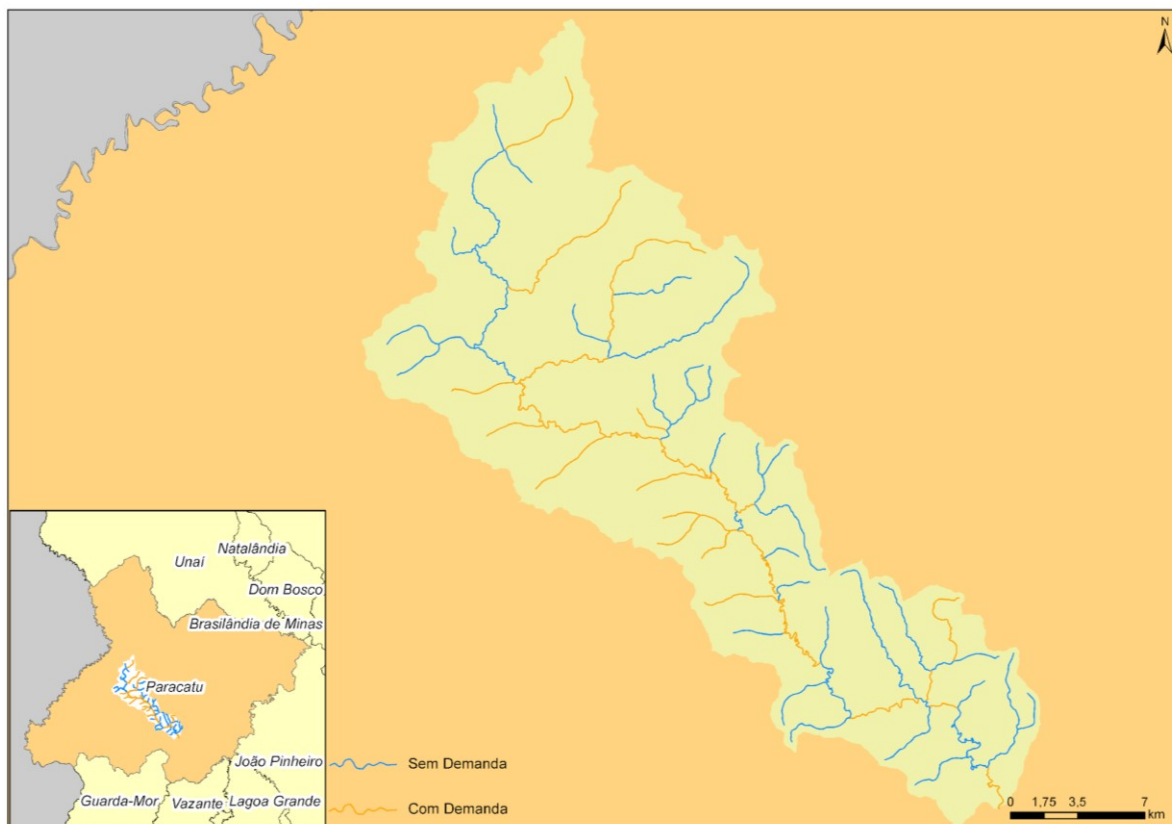 N
Unaí
Natalândia
Dom Bosco
Brasilândia de Minas
Paracatu
João Pinheiro
Guarda-Mor
Vazante
Lagoa Grande
Sem Demanda
Com Demanda
0 1,75 3,5 7
km